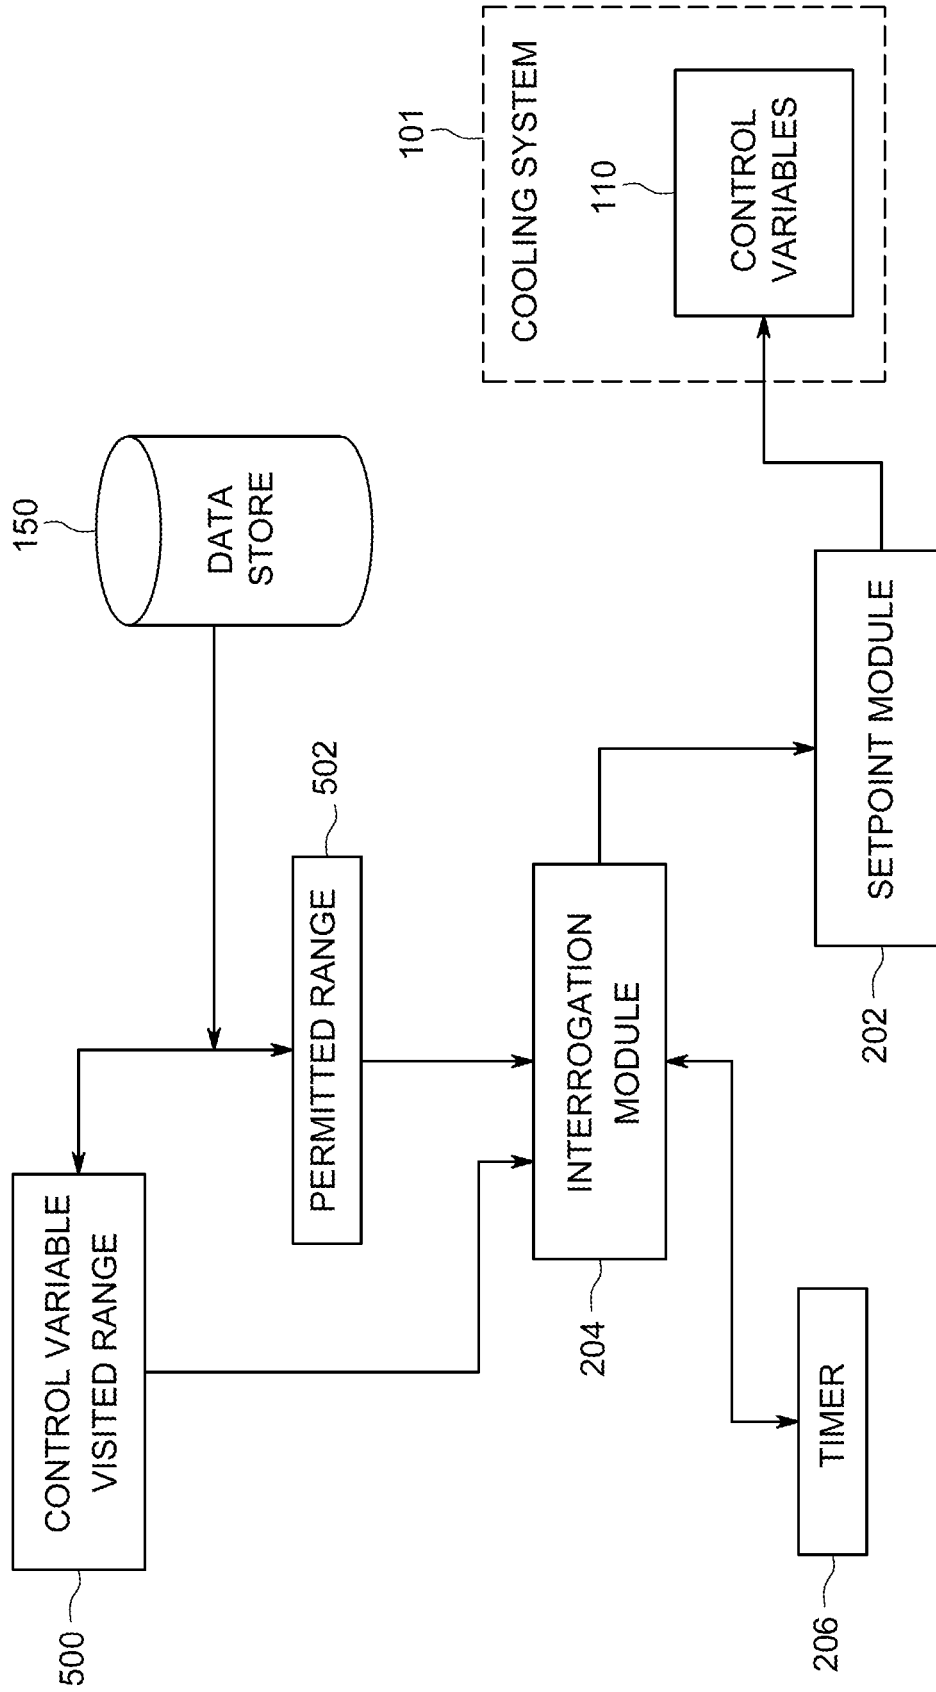 500
CONTROL VARIABLE
VISITED RANGE
150
DATA
STORE
PERMITTED RANGE
502
INTERROGATION
MODULE
204
TIMER
206
SETPOINT MODULE
202
101
COOLING SYSTEM
110
CONTROL
VARIABLES